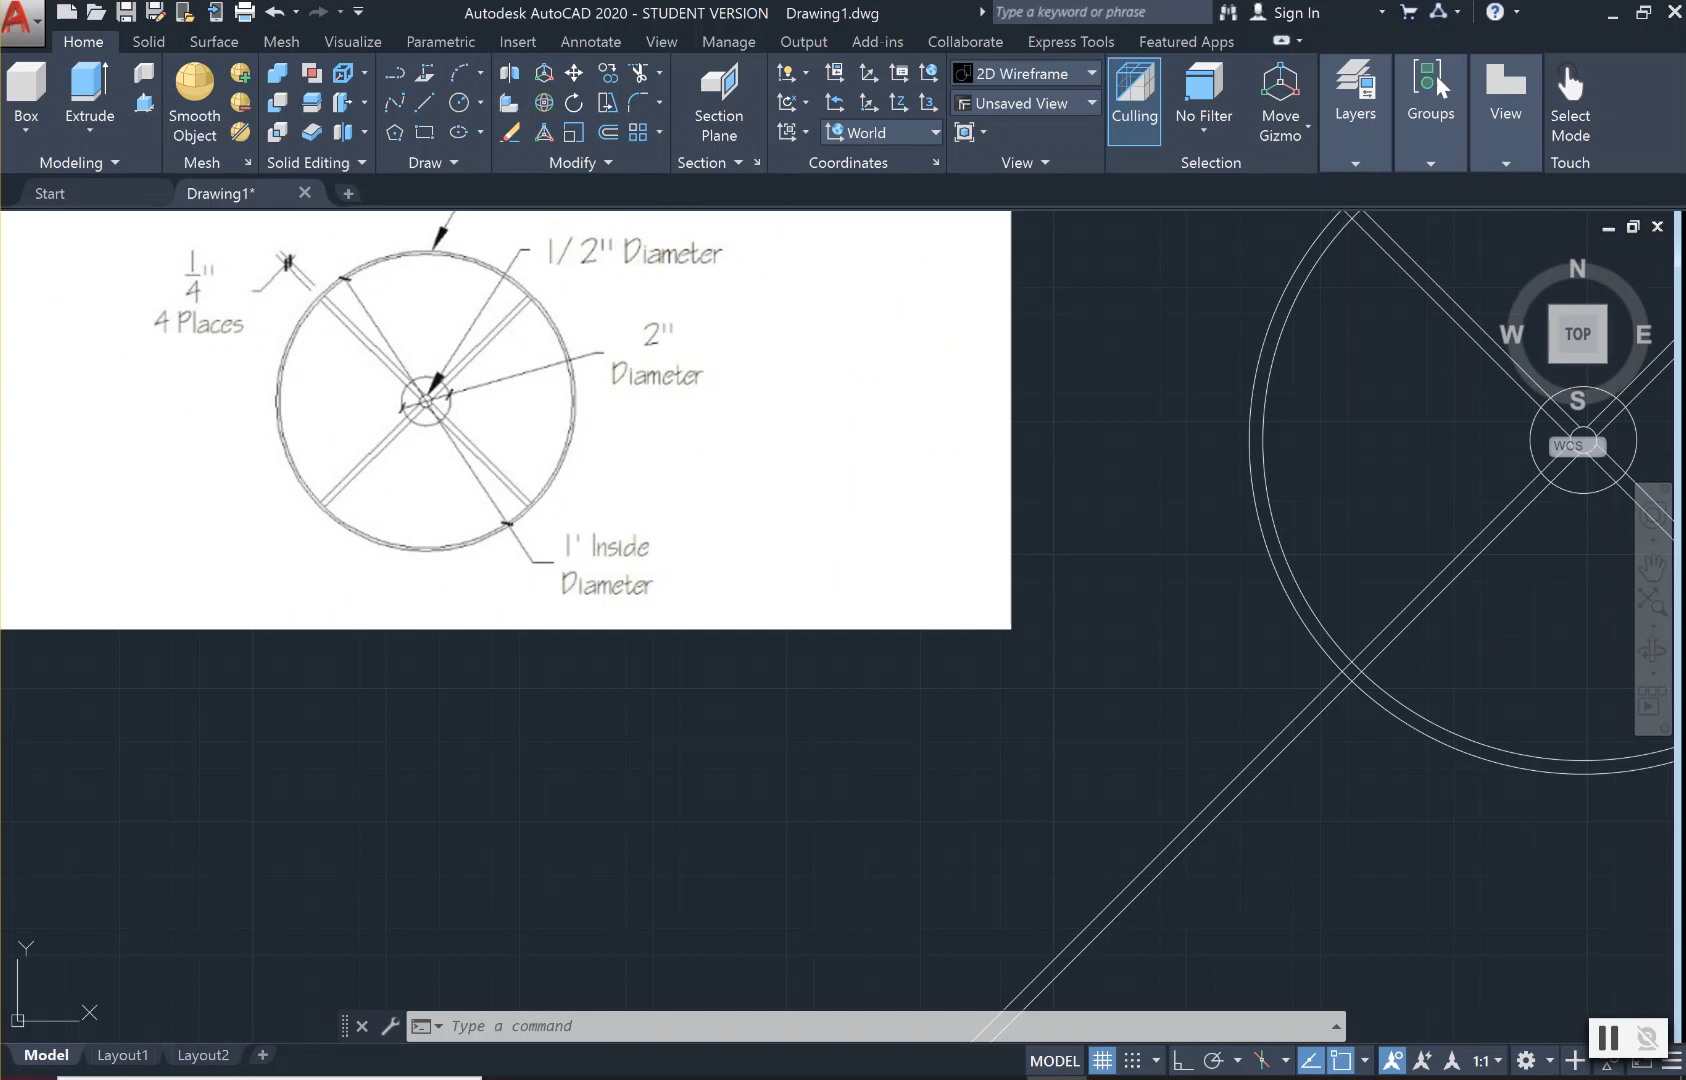 Autodesk AutoCAD 2020 - STUDENT VERSION Drawing1.dwg
Type a keyword or phrase
Sign In
Home Solid Surface Mesh Visualize Parametric Insert Annotate View Manage Output Add-ins Collaborate Express Tools Featured Apps
Box
Extrude
Smooth Object
Section Plane
World
2D Wireframe
Unsaved View
Culling
No Filter
Move Gizmo
Layers
Groups
View
Select Mode
Modeling Mesh Solid Editing Draw Modify Section Coordinates View Selection Touch
Start Drawing1* +
1/4"
4 Places
1/2" Diameter
2"
Diameter
1' Inside
Diameter
N
W TOP E
S
WCS
Y
X
Type a command
Model Layout1 Layout2 +
MODEL 1:1